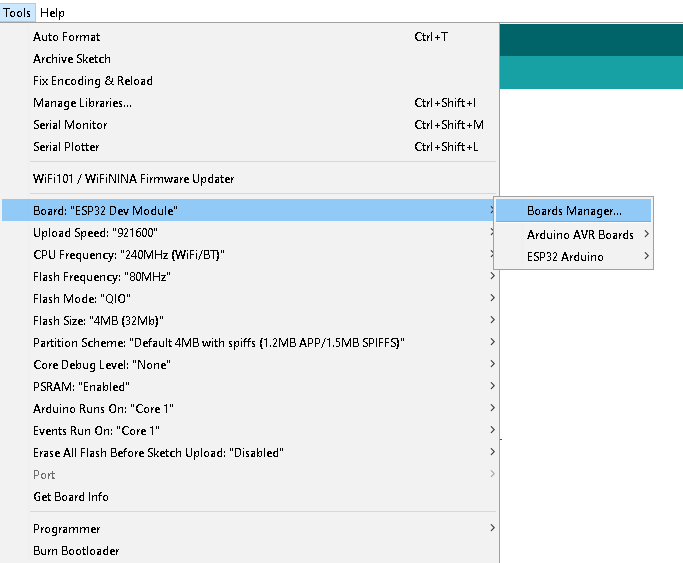 Tools Help
Auto Format Ctrl+T
Archive Sketch
Fix Encoding & Reload
Manage Libraries... Ctrl+Shift+I
Serial Monitor Ctrl+Shift+M
Serial Plotter Ctrl+Shift+L
WiFi101 / WiFiNINA Firmware Updater
Board: "ESP32 Dev Module"
Boards Manager...
Upload Speed: "921600"
Arduino AVR Boards
CPU Frequency: "240MHz (WiFi/BT)"
ESP32 Arduino
Flash Frequency: "80MHz"
Flash Mode: "QIO"
Flash Size: "4MB (32Mb)"
Partition Scheme: "Default 4MB with spiffs (1.2MB APP/1.5MB SPIFFS)"
Core Debug Level: "None"
PSRAM: "Enabled"
Arduino Runs On: "Core 1"
Events Run On: "Core 1"
Erase All Flash Before Sketch Upload: "Disabled"
Port
Get Board Info
Programmer
Burn Bootloader